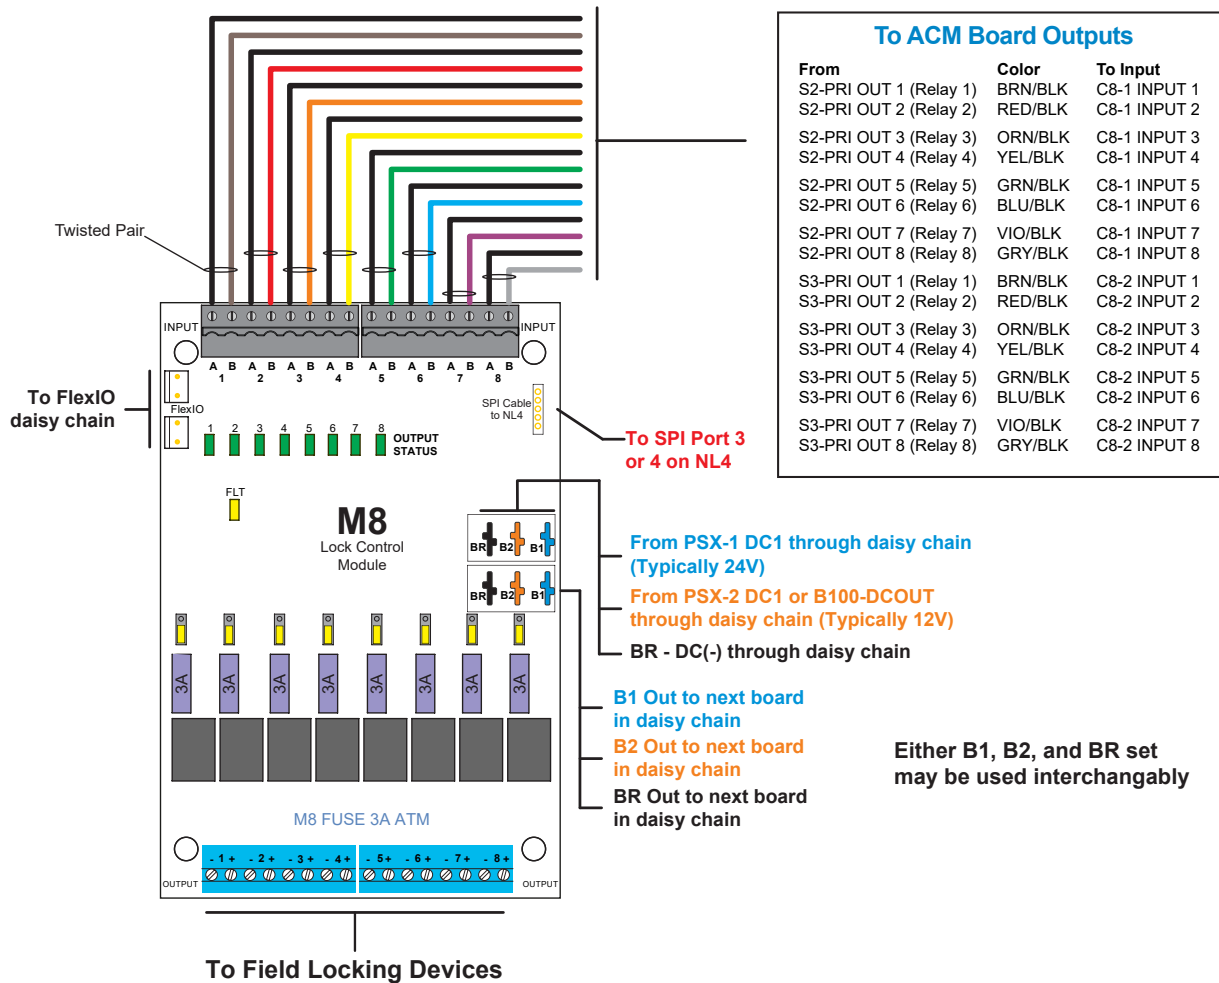 To ACM Board Outputs
From Color To Input
S2-PRI OUT 1 (Relay 1) BRN/BLK C8-1 INPUT 1
S2-PRI OUT 2 (Relay 2) RED/BLK C8-1 INPUT 2
S2-PRI OUT 3 (Relay 3) ORN/BLK C8-1 INPUT 3
S2-PRI OUT 4 (Relay 4) YEL/BLK C8-1 INPUT 4
S2-PRI OUT 5 (Relay 5) GRN/BLK C8-1 INPUT 5
S2-PRI OUT 6 (Relay 6) BLU/BLK C8-1 INPUT 6
S2-PRI OUT 7 (Relay 7) VIO/BLK C8-1 INPUT 7
S2-PRI OUT 8 (Relay 8) GRY/BLK C8-1 INPUT 8
S3-PRI OUT 1 (Relay 1) BRN/BLK C8-2 INPUT 1
S3-PRI OUT 2 (Relay 2) RED/BLK C8-2 INPUT 2
S3-PRI OUT 3 (Relay 3) ORN/BLK C8-2 INPUT 3
S3-PRI OUT 4 (Relay 4) YEL/BLK C8-2 INPUT 4
S3-PRI OUT 5 (Relay 5) GRN/BLK C8-2 INPUT 5
S3-PRI OUT 6 (Relay 6) BLU/BLK C8-2 INPUT 6
S3-PRI OUT 7 (Relay 7) VIO/BLK C8-2 INPUT 7
S3-PRI OUT 8 (Relay 8) GRY/BLK C8-2 INPUT 8
Twisted Pair
INPUT INPUT
A B A B A B A B A B A B A B A B
1 2 3 4 5 6 7 8
To FlexIO
daisy chain
FlexIO
SPI Cable
to NL4
1 2 3 4 5 6 7 8
OUTPUT
STATUS
To SPI Port 3
or 4 on NL4
FLT
M8
Lock Control
Module
BR B2 B1
BR B2 B1
From PSX-1 DC1 through daisy chain
(Typically 24V)
From PSX-2 DC1 or B100-DCOUT
through daisy chain (Typically 12V)
BR - DC(-) through daisy chain
3A 3A 3A 3A 3A 3A 3A 3A
B1 Out to next board
in daisy chain
B2 Out to next board
in daisy chain
BR Out to next board
in daisy chain
Either B1, B2, and BR set
may be used interchangably
M8 FUSE 3A ATM
- 1 + - 2 + - 3 + - 4 + - 5 + - 6 + - 7 + - 8 +
OUTPUT OUTPUT
To Field Locking Devices